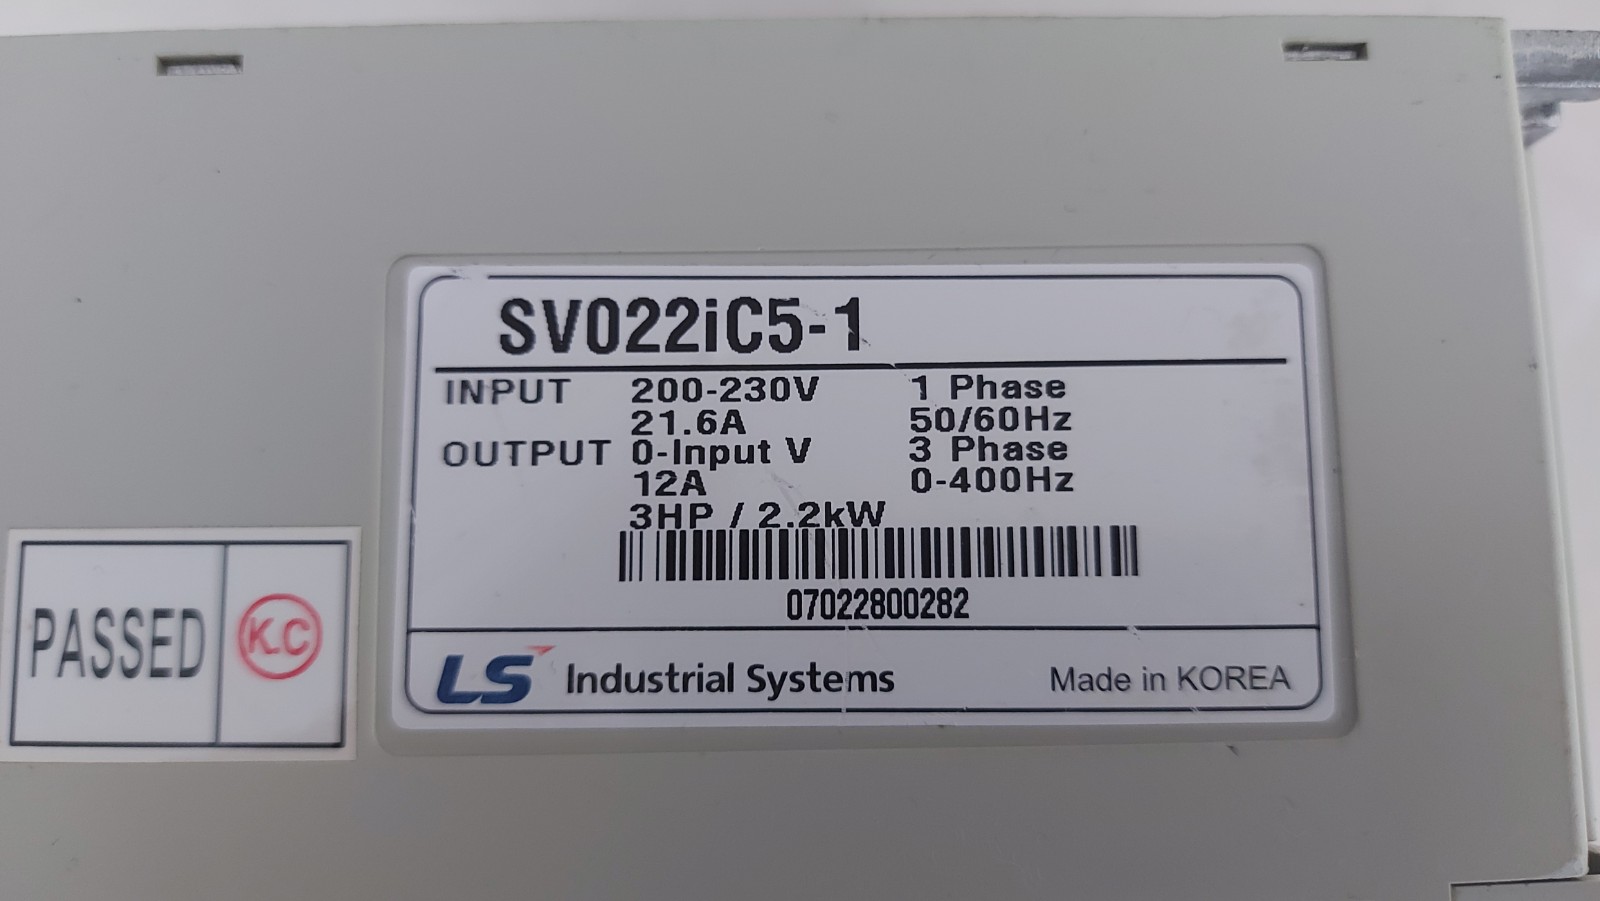 SV022iC5-1
INPUT 200-230V 1 Phase
21.6A 50/60Hz
OUTPUT 0-Input V 3 Phase
12A 0-400Hz
3HP / 2.2kW
07022800282
PASSED K.C
LS Industrial Systems Made in KOREA